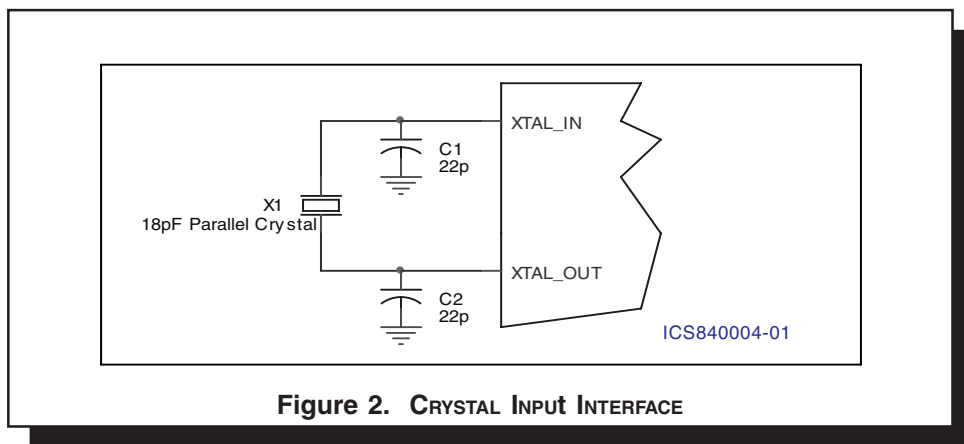 XTAL_IN
C1
22p
X1
18pF Parallel Crystal
XTAL_OUT
C2
22p
ICS840004-01
Figure 2. CRYSTAL INPUt INTERFACE